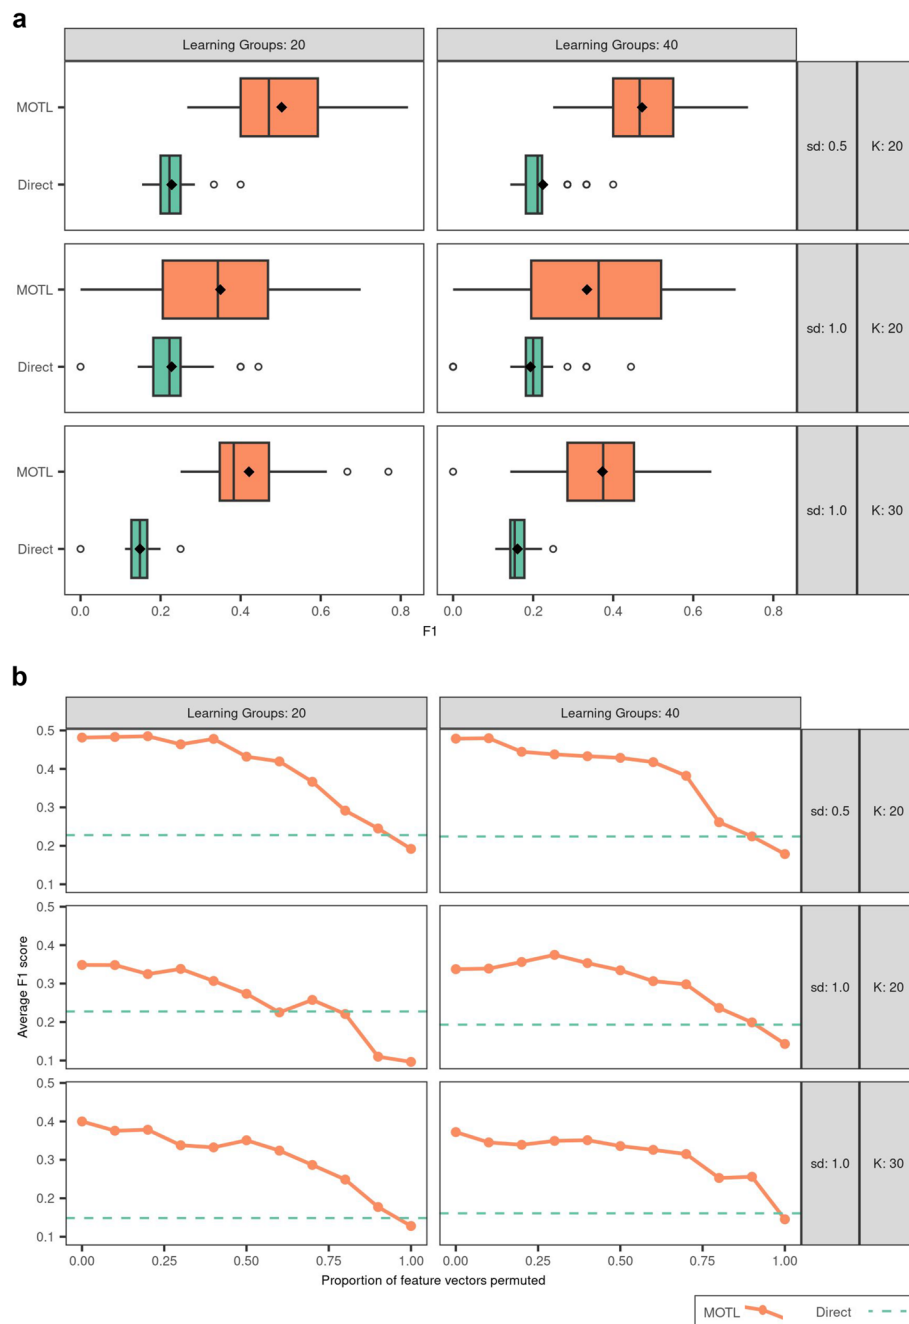 a
Learning Groups: 20
Learning Groups: 40
MOTL
Direct
sd: 0.5
K: 20
MOTL
Direct
sd: 1.0
K: 20
MOTL
Direct
sd: 1.0
K: 30
0.0 0.2 0.4 0.6 0.8
0.0 0.2 0.4 0.6 0.8
F1
b
Learning Groups: 20
Learning Groups: 40
Average F1 score
0.5
0.4
0.3
0.2
0.1
sd: 0.5
K: 20
0.5
0.4
0.3
0.2
0.1
sd: 1.0
K: 20
0.5
0.4
0.3
0.2
0.1
sd: 1.0
K: 30
0.00 0.25 0.50 0.75 1.00
0.00 0.25 0.50 0.75 1.00
Proportion of feature vectors permuted
MOTL Direct